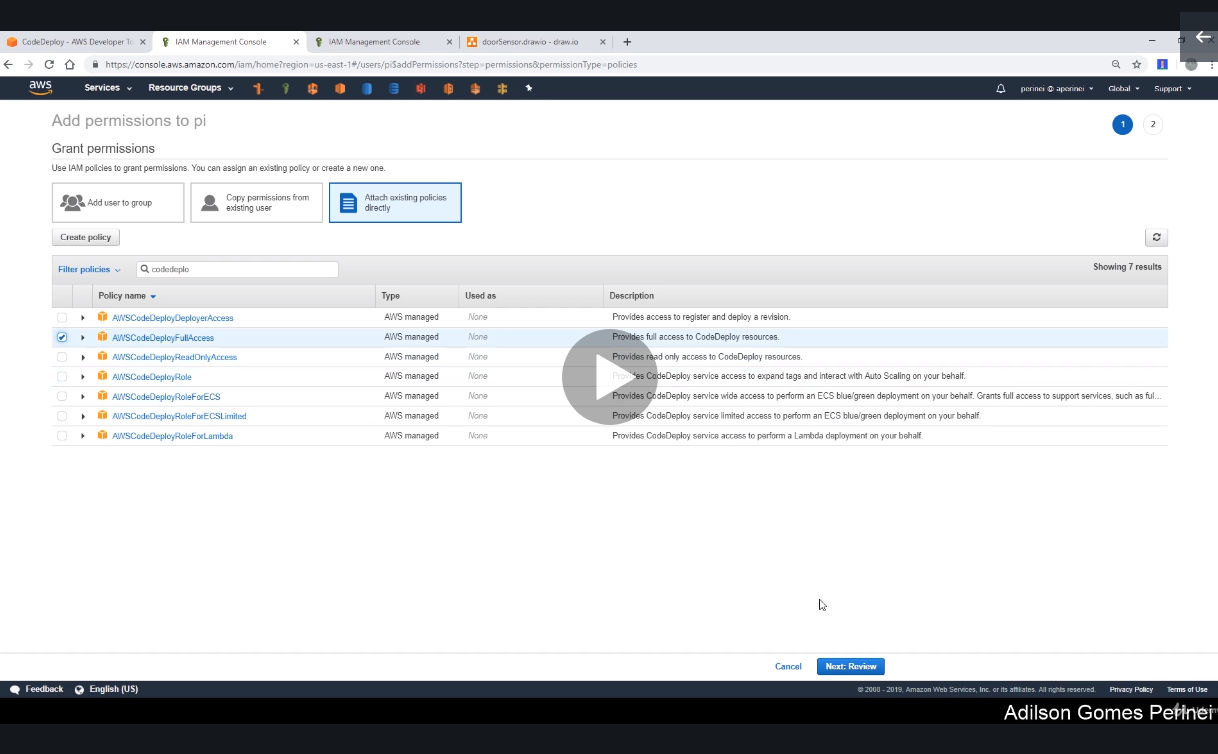 CodeDeploy - AWS Developer To
IAM Management Console
IAM Management Console
doorSensor.drawio - draw.io
https://console.aws.amazon.com/iam/home?region=us-east-1#/users/pi$addPermissions?step=permissions&permissionType=policies
aws
Services
Resource Groups
perinei @ aperinei
Global
Support
Add permissions to pi
1
2
Grant permissions
Use IAM policies to grant permissions. You can assign an existing policy or create a new one.
Add user to group
Copy permissions from
existing user
Attach existing policies
directly
Create policy
Filter policies
codedeplo
Showing 7 results
Policy name Type Used as Description
AWSCodeDeployDeployerAccess AWS managed None Provides access to register and deploy a revision.
AWSCodeDeployFullAccess AWS managed None Provides full access to CodeDeploy resources.
AWSCodeDeployReadOnlyAccess AWS managed None Provides read only access to CodeDeploy resources.
AWSCodeDeployRole AWS managed None Provides CodeDeploy service access to expand tags and interact with Auto Scaling on your behalf.
AWSCodeDeployRoleForECS AWS managed None Provides CodeDeploy service wide access to perform an ECS blue/green deployment on your behalf. Grants full access to support services, such as ful...
AWSCodeDeployRoleForECSLimited AWS managed None Provides CodeDeploy service limited access to perform an ECS blue/green deployment on your behalf.
AWSCodeDeployRoleForLambda AWS managed None Provides CodeDeploy service access to perform a Lambda deployment on your behalf.
Cancel
Next: Review
Feedback
English (US)
© 2008 - 2019, Amazon Web Services, Inc. or its affiliates. All rights reserved.
Privacy Policy
Terms of Use
Adilson Gomes Perinei